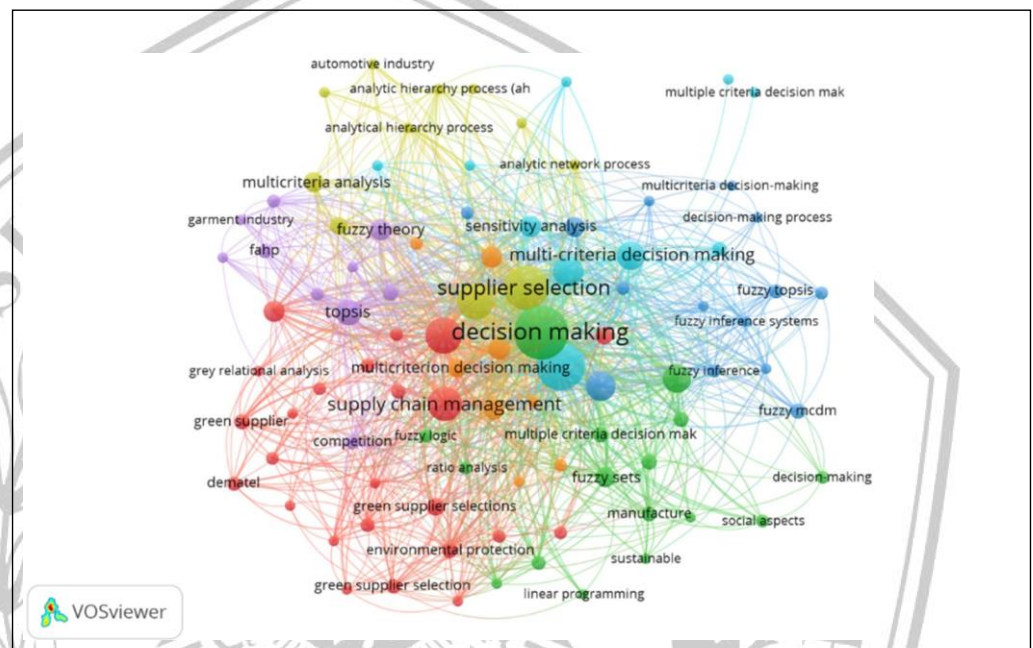 automotive industry
analytic hierarchy process (ah
multiple criteria decision mak
analytical hierarchy process
analytic network process
multicriteria analysis
multicriteria decision-making
garment industry
fuzzy theory
sensitivity analysis
decision-making process
fahp
multi-criteria decision making
supplier selection
fuzzy topsis
topsis
fuzzy inference systems
decision making
grey relational analysis
multicriterion decision making
fuzzy inference
supply chain management
fuzzy mcdm
green supplier
competition
fuzzy logic
multiple criteria decision mak
ratio analysis
fuzzy sets
decision-making
dematel
green supplier selections
manufacture
social aspects
environmental protection
sustainable
green supplier selection
linear programming
VOSviewer